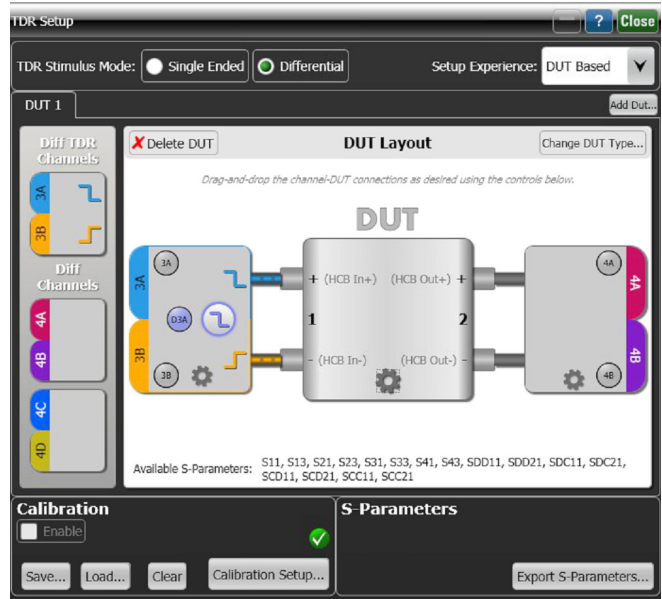 TDR Setup
? Close
TDR Stimulus Mode: Single Ended Differential Setup Experience: DUT Based
DUT 1 Add Dut...
Diff TDR
Channels
3A
3B
Diff
Channels
4A
4B
4C
4D
Delete DUT DUT Layout Change DUT Type...
Drag-and-drop the channel-DUT connections as desired using the controls below.
DUT
3A 3A + (HCB In+) (HCB Out+) + 4A 4A
D3A 1 2
3B 3B - (HCB In-) (HCB Out-) - 4B 4B
Available S-Parameters: S11, S13, S21, S23, S31, S33, S41, S43, SDD11, SDD21, SDC11, SDC21,
SCD11, SCD21, SCC11, SCC21
Calibration
Enable
Save... Load... Clear Calibration Setup...
S-Parameters
Export S-Parameters...